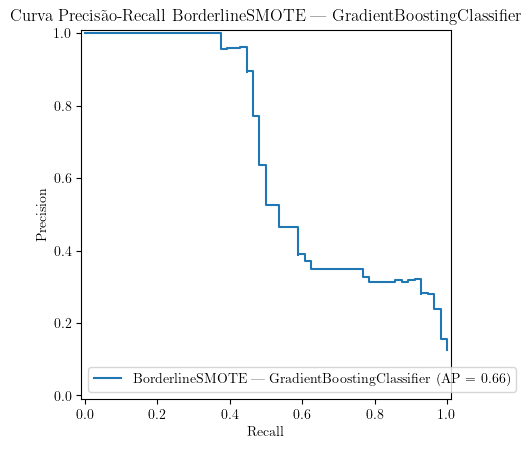 Curva Precisão-Recall BorderlineSMOTE — GradientBoostingClassifier
1.0
0.8
0.6
0.4
0.2
0.0
Precision
BorderlineSMOTE — GradientBoostingClassifier (AP = 0.66)
0.0 0.2 0.4 0.6 0.8 1.0
Recall